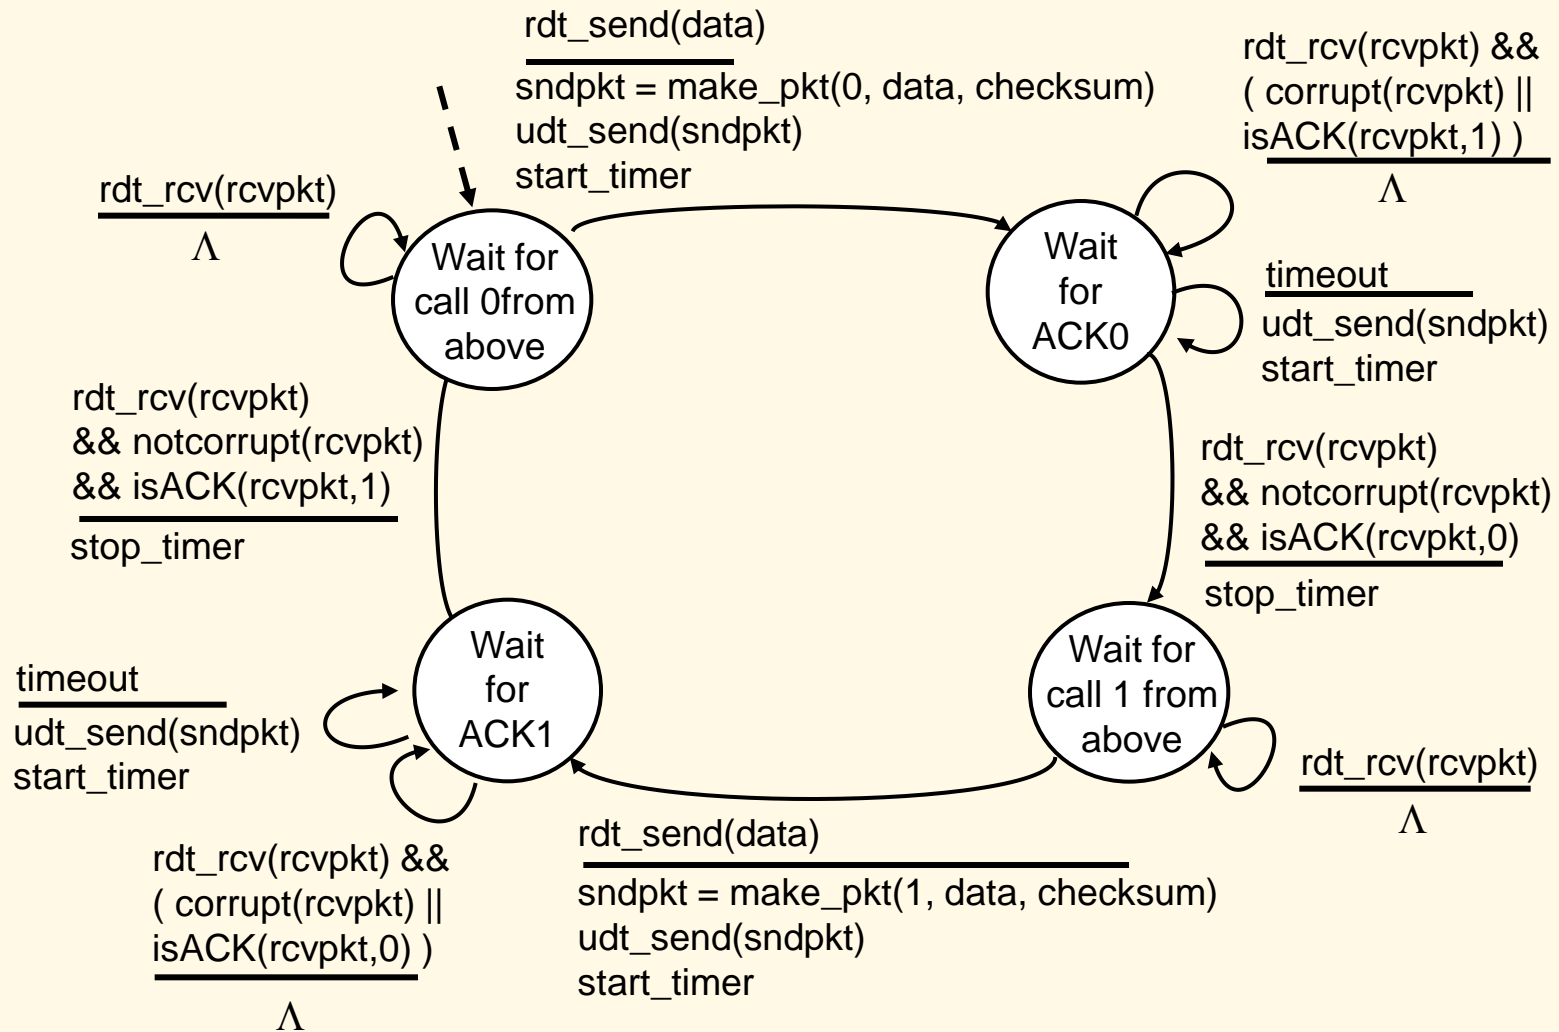 rdt_send(data)
sndpkt = make_pkt(0, data, checksum)
udt_send(sndpkt)
start_timer
rdt_rcv(rcvpkt) &&
( corrupt(rcvpkt) ||
isACK(rcvpkt,1) )
Λ
rdt_rcv(rcvpkt)
Λ
Wait for
call 0from
above
Wait
for
ACK0
timeout
udt_send(sndpkt)
start_timer
rdt_rcv(rcvpkt)
&& notcorrupt(rcvpkt)
&& isACK(rcvpkt,1)
stop_timer
rdt_rcv(rcvpkt)
&& notcorrupt(rcvpkt)
&& isACK(rcvpkt,0)
stop_timer
Wait
for
ACK1
Wait for
call 1 from
above
timeout
udt_send(sndpkt)
start_timer
rdt_rcv(rcvpkt)
Λ
rdt_rcv(rcvpkt) &&
( corrupt(rcvpkt) ||
isACK(rcvpkt,0) )
Λ
rdt_send(data)
sndpkt = make_pkt(1, data, checksum)
udt_send(sndpkt)
start_timer